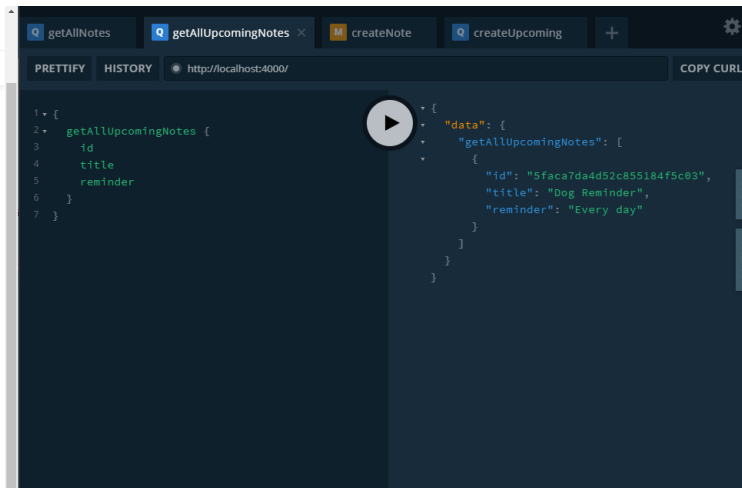 Q getAllNotes
Q getAllUpcomingNotes ×
M createNote
Q createUpcoming
+
PRETTIFY HISTORY http://localhost:4000/ COPY CURL
1 {
2 getAllUpcomingNotes {
3 id
4 title
5 reminder
6 }
7 }
{
"data": {
"getAllUpcomingNotes": [
{
"id": "5faca7da4d52c855184f5c03",
"title": "Dog Reminder",
"reminder": "Every day"
}
]
}
}